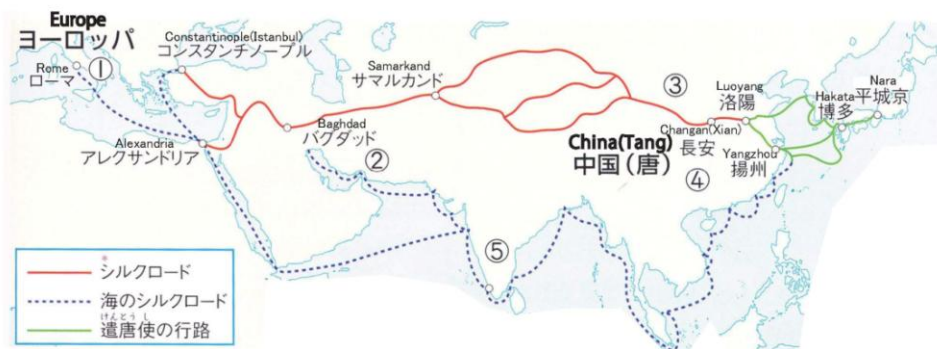 Europe
ヨーロッパ
Rome
ローマ
①
Constantinople(Istanbul)
コンスタンチノープル
Samarkand
サマルカンド
③
Luoyang
洛陽
Nara
平城京
Hakata
博多
Alexandria
アレクサンドリア
Baghdad
バグダッド
②
China(Tang)
中国(唐)
Changan(Xian)
長安
Yangzhou
揚州
④
⑤
※
シルクロード
海のシルクロード
けんとうし
遣唐使の行路